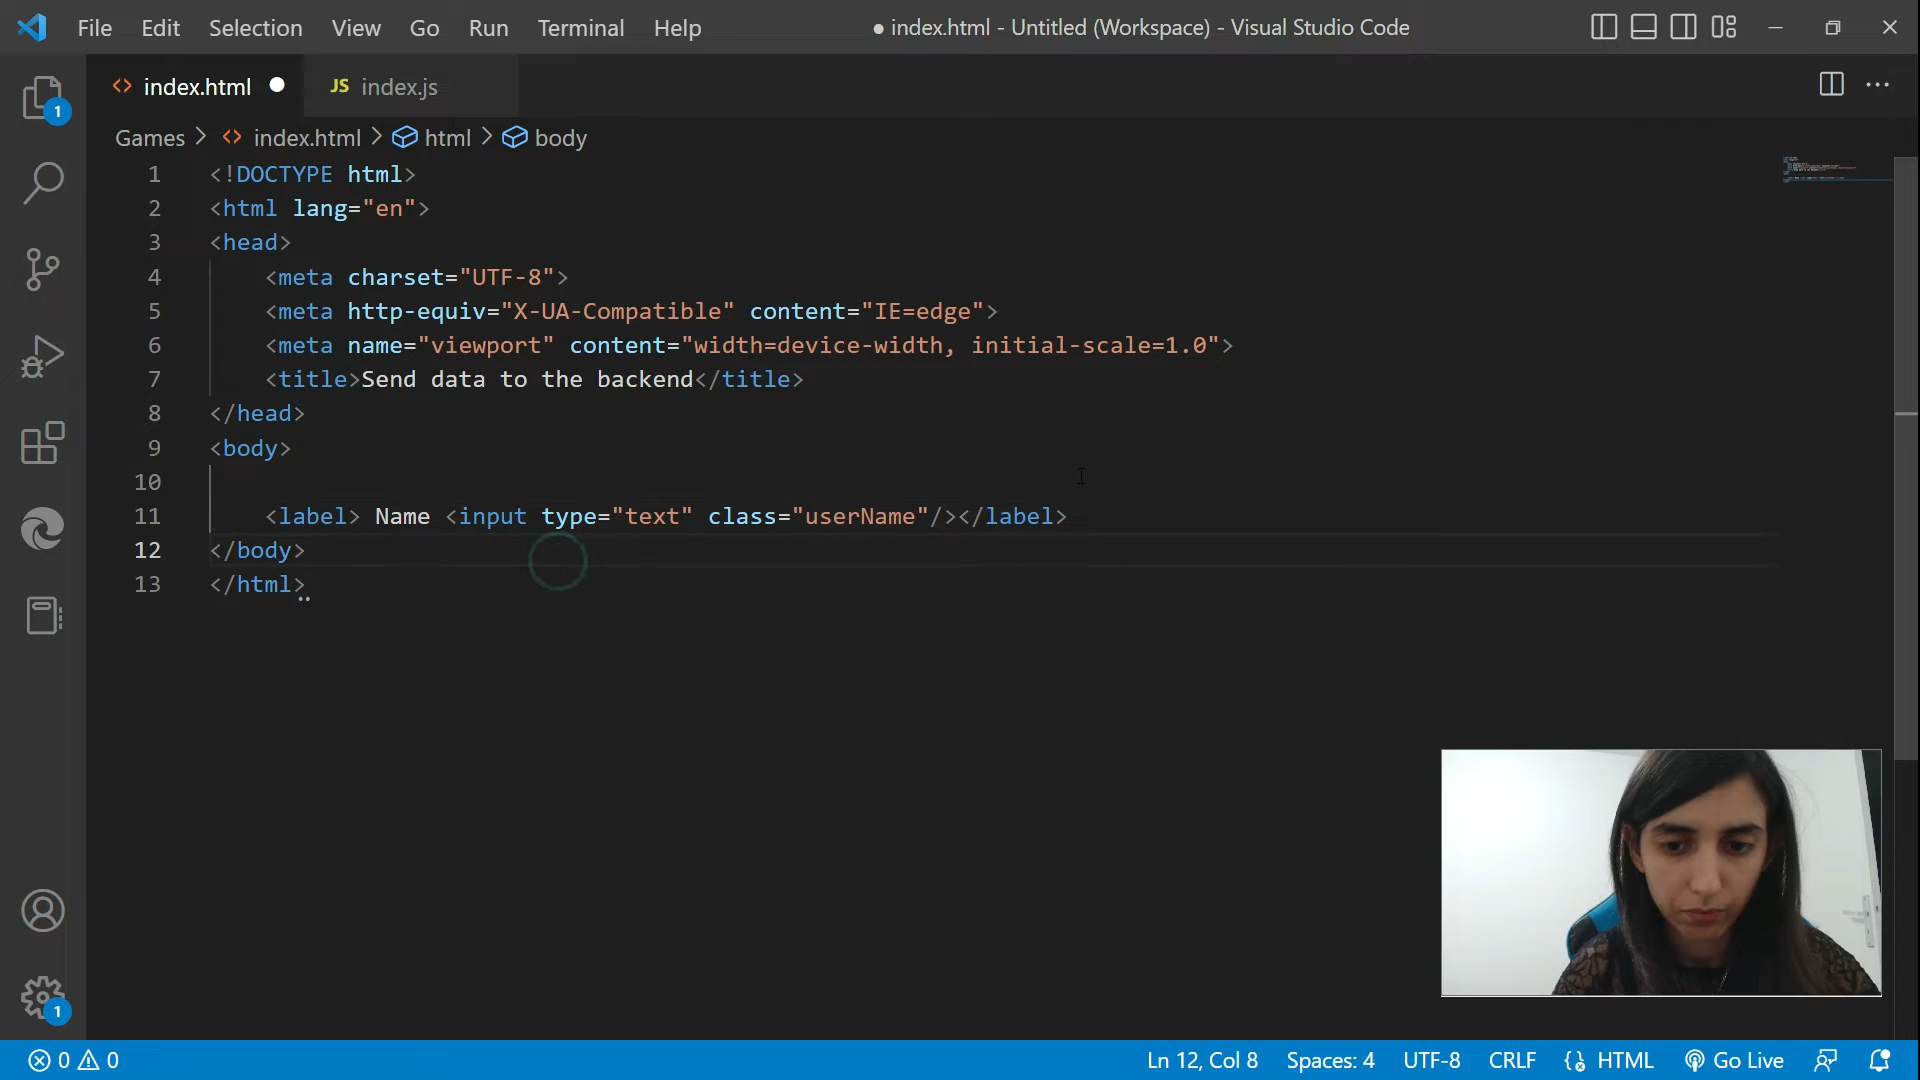 File Edit Selection View Go Run Terminal Help ● index.html - Untitled (Workspace) - Visual Studio Code
index.html JS index.js
Games > index.html > html > body
1 <!DOCTYPE html>
2 <html lang="en">
3 <head>
4 <meta charset="UTF-8">
5 <meta http-equiv="X-UA-Compatible" content="IE=edge">
6 <meta name="viewport" content="width=device-width, initial-scale=1.0">
7 <title>Send data to the backend</title>
8 </head>
9 <body>
10
11 <label> Name <input type="text" class="userName"/></label>
12 </body>
13 </html>
1
1
0 0 Ln 12, Col 8 Spaces: 4 UTF-8 CRLF HTML Go Live